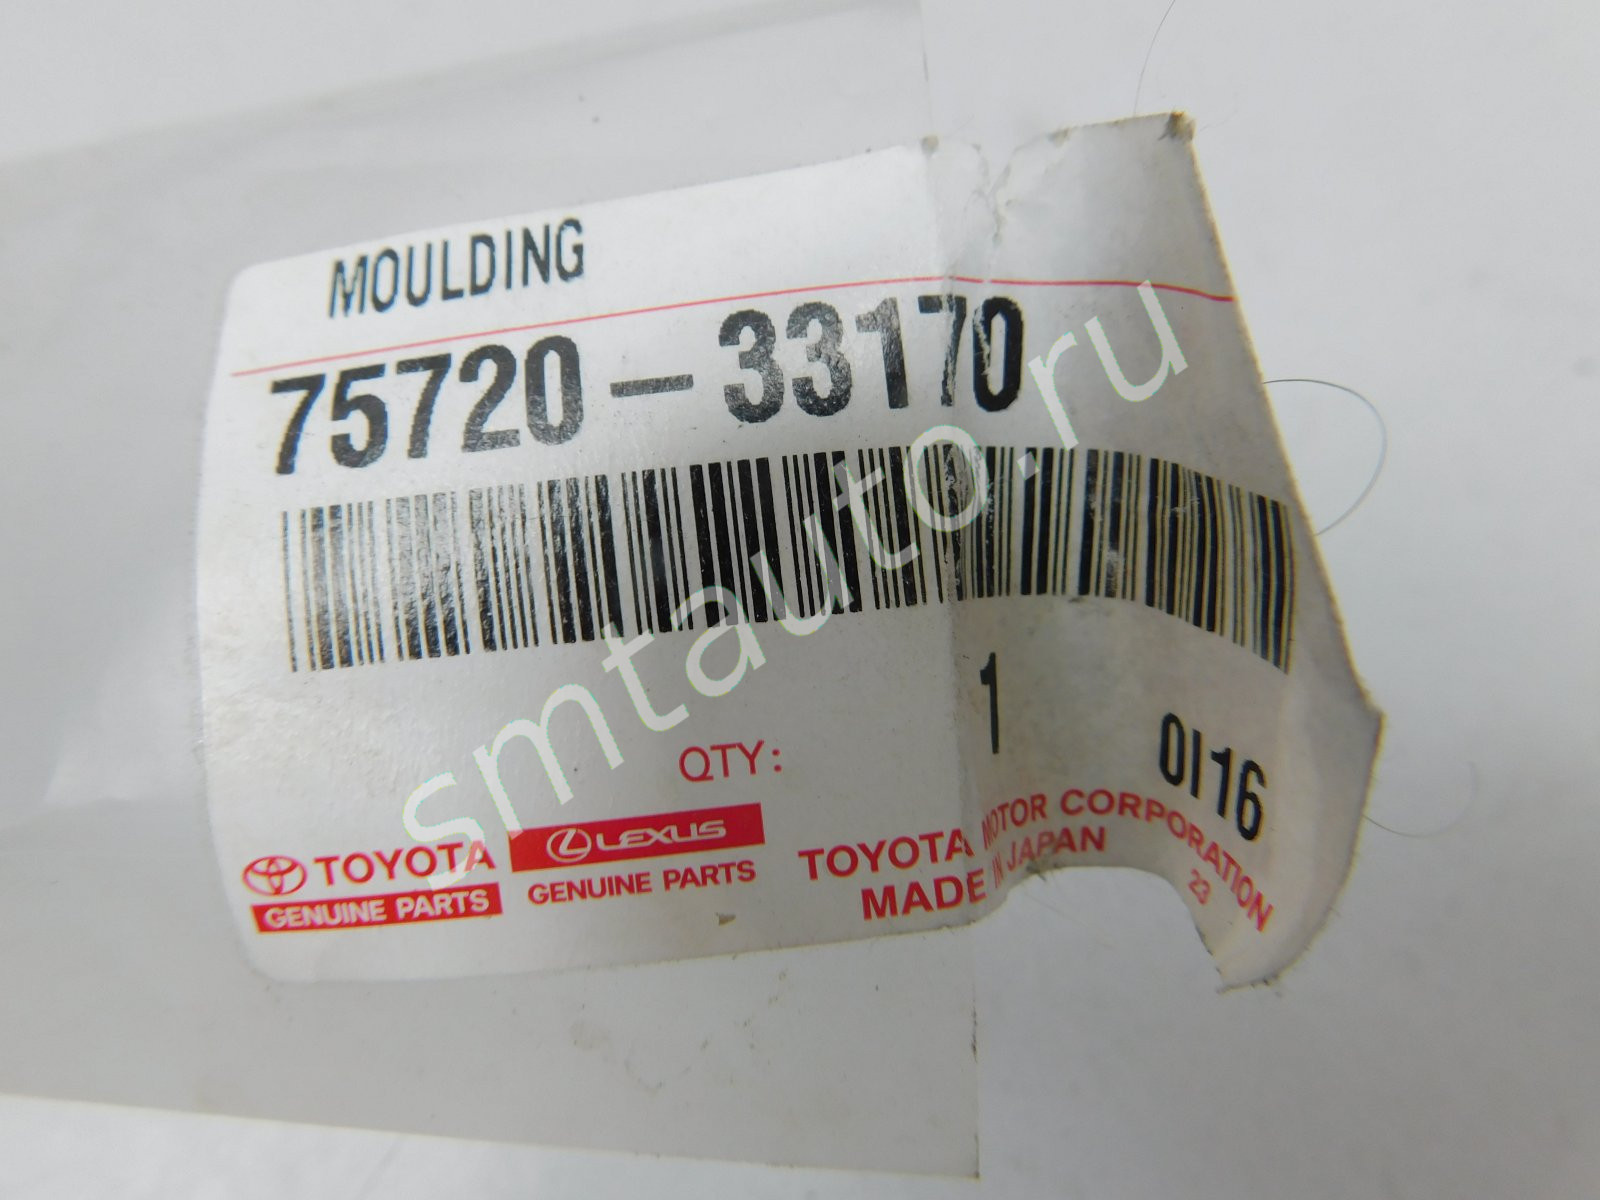 MOULDING
75720-33170
QTY: 1
0I16
TOYOTA
GENUINE PARTS
LEXUS
GENUINE PARTS
TOYOTA MOTOR CORPORATION
MADE IN JAPAN
23
smtauto.ru